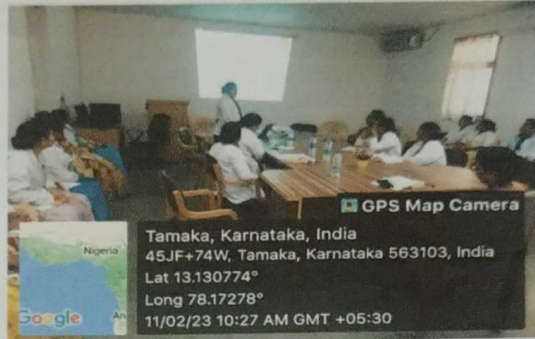 GPS Map Camera
Nigeria
An
Google
Tamaka, Karnataka, India
45JF+74W, Tamaka, Karnataka 563103, India
Lat 13.130774°
Long 78.17278°
11/02/23 10:27 AM GMT +05:30